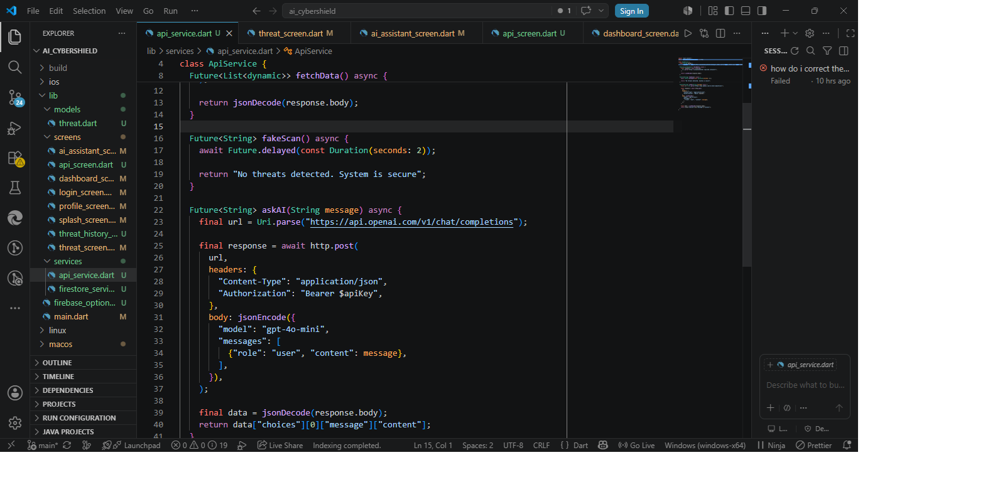 File Edit Selection View Go Run ··· ai_cybershield 1 Sign In
EXPLORER ···
AI_CYBERSHIELD
build
ios
lib
models
threat.dart U
screens
ai_assistant_sc... M
api_screen.dart U
dashboard_sc... M
login_screen.... M
profile_screen... M
splash_screen.... M
threat_history_... U
threat_screen.... M
services
api_service.dart U
firestore_servi... U
firebase_option... U
main.dart M
linux
macos
OUTLINE
TIMELINE
DEPENDENCIES
PROJECTS
RUN CONFIGURATION
JAVA PROJECTS
24
api_service.dart U threat_screen.dart M ai_assistant_screen.dart M api_screen.dart U dashboard_screen.da
lib > services > api_service.dart > ApiService
4 class ApiService {
8 Future<List<dynamic>> fetchData() async {
12
13 return jsonDecode(response.body);
14 }
15
16 Future<String> fakeScan() async {
17 await Future.delayed(const Duration(seconds: 2));
18
19 return "No threats detected. System is secure";
20 }
21
22 Future<String> askAI(String message) async {
23 final url = Uri.parse("https://api.openai.com/v1/chat/completions");
24
25 final response = await http.post(
26 url,
27 headers: {
28 "Content-Type": "application/json",
29 "Authorization": "Bearer $apiKey",
30 },
31 body: jsonEncode({
32 "model": "gpt-4o-mini",
33 "messages": [
34 {"role": "user", "content": message},
35 ],
36 }),
37 );
38
39 final data = jsonDecode(response.body);
40 return data["choices"][0]["message"]["content"];
41 }
SESS...
how do i correct the...
Failed · 10 hrs ago
api_service.dart
Describe what to bu...
L... De...
main* Launchpad 0 0 19 Live Share Indexing completed. Ln 15, Col 1 Spaces: 2 UTF-8 CRLF { } Dart Go Live Windows (windows-x64) Ninja Prettier